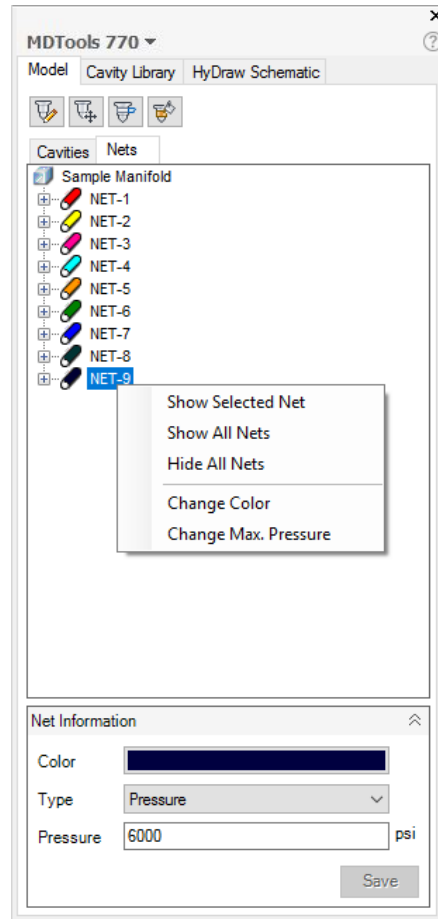 MDTools 770
Model Cavity Library HyDraw Schematic
Cavities Nets
Sample Manifold
NET-1
NET-2
NET-3
NET-4
NET-5
NET-6
NET-7
NET-8
NET-9
Show Selected Net
Show All Nets
Hide All Nets
Change Color
Change Max. Pressure
Net Information
Color
Type Pressure
Pressure 6000 psi
Save